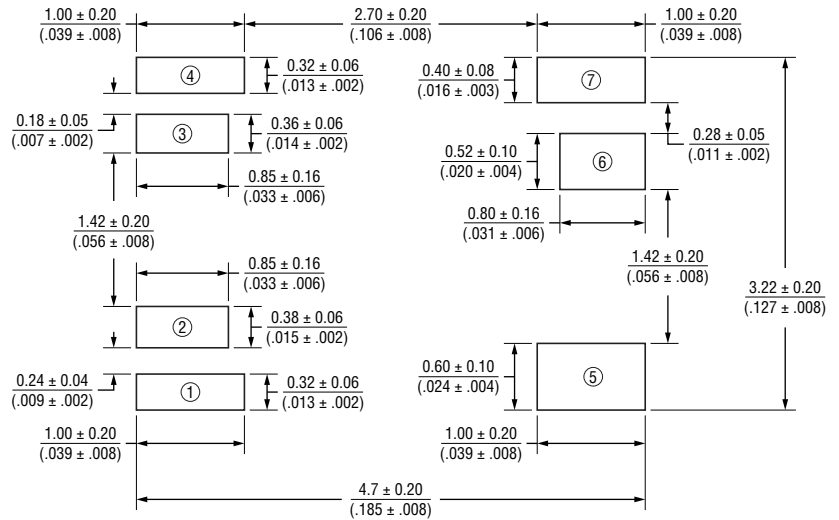 1.00 ± 0.20
(.039 ± .008)
2.70 ± 0.20
(.106 ± .008)
1.00 ± 0.20
(.039 ± .008)
④
0.32 ± 0.06
(.013 ± .002)
0.40 ± 0.08
(.016 ± .003)
⑦
0.18 ± 0.05
(.007 ± .002)
③
0.36 ± 0.06
(.014 ± .002)
0.52 ± 0.10
(.020 ± .004)
⑥
0.28 ± 0.05
(.011 ± .002)
0.85 ± 0.16
(.033 ± .006)
0.80 ± 0.16
(.031 ± .006)
1.42 ± 0.20
(.056 ± .008)
1.42 ± 0.20
(.056 ± .008)
3.22 ± 0.20
(.127 ± .008)
0.85 ± 0.16
(.033 ± .006)
②
0.38 ± 0.06
(.015 ± .002)
0.60 ± 0.10
(.024 ± .004)
⑤
0.24 ± 0.04
(.009 ± .002)
①
0.32 ± 0.06
(.013 ± .002)
1.00 ± 0.20
(.039 ± .008)
1.00 ± 0.20
(.039 ± .008)
4.7 ± 0.20
(.185 ± .008)